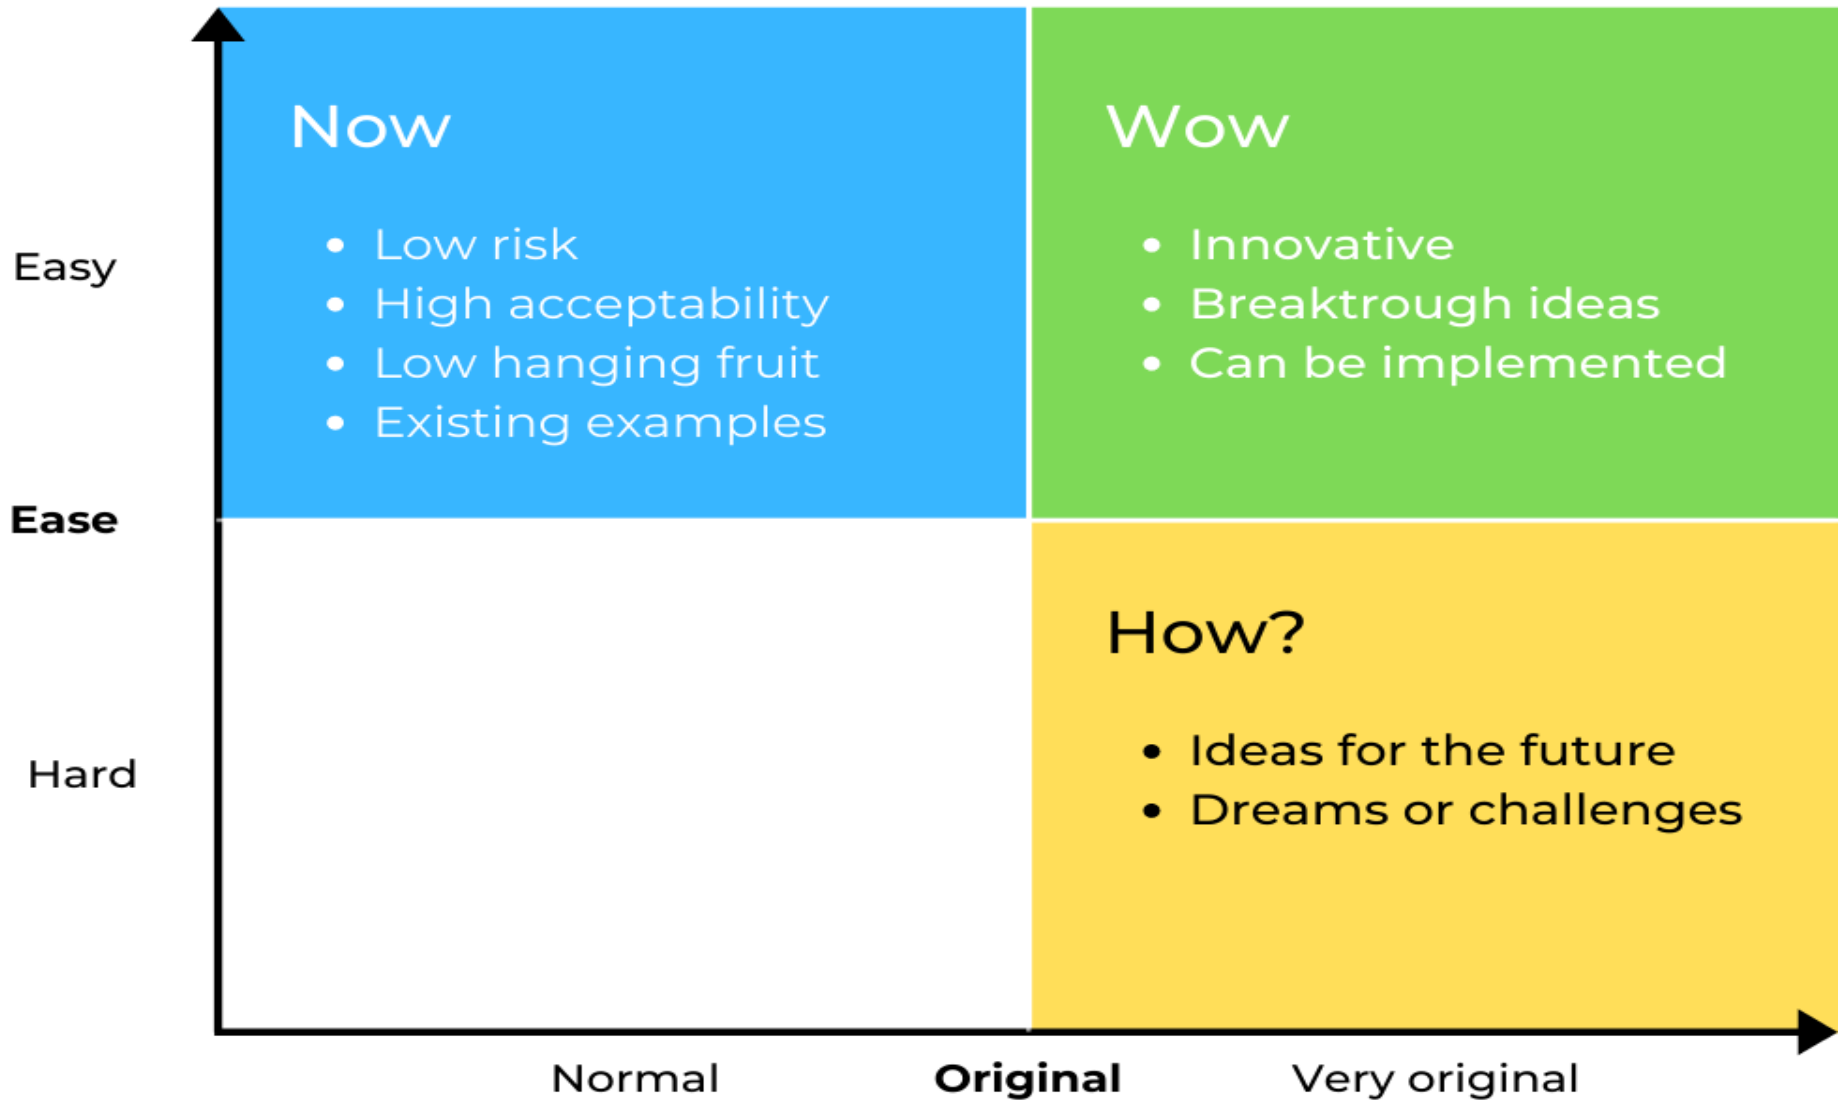 Now
• Low risk
• High acceptability
• Low hanging fruit
• Existing examples
Wow
• Innovative
• Breaktrough ideas
• Can be implemented
Easy
Ease
Hard
How?
• Ideas for the future
• Dreams or challenges
Normal
Original
Very original